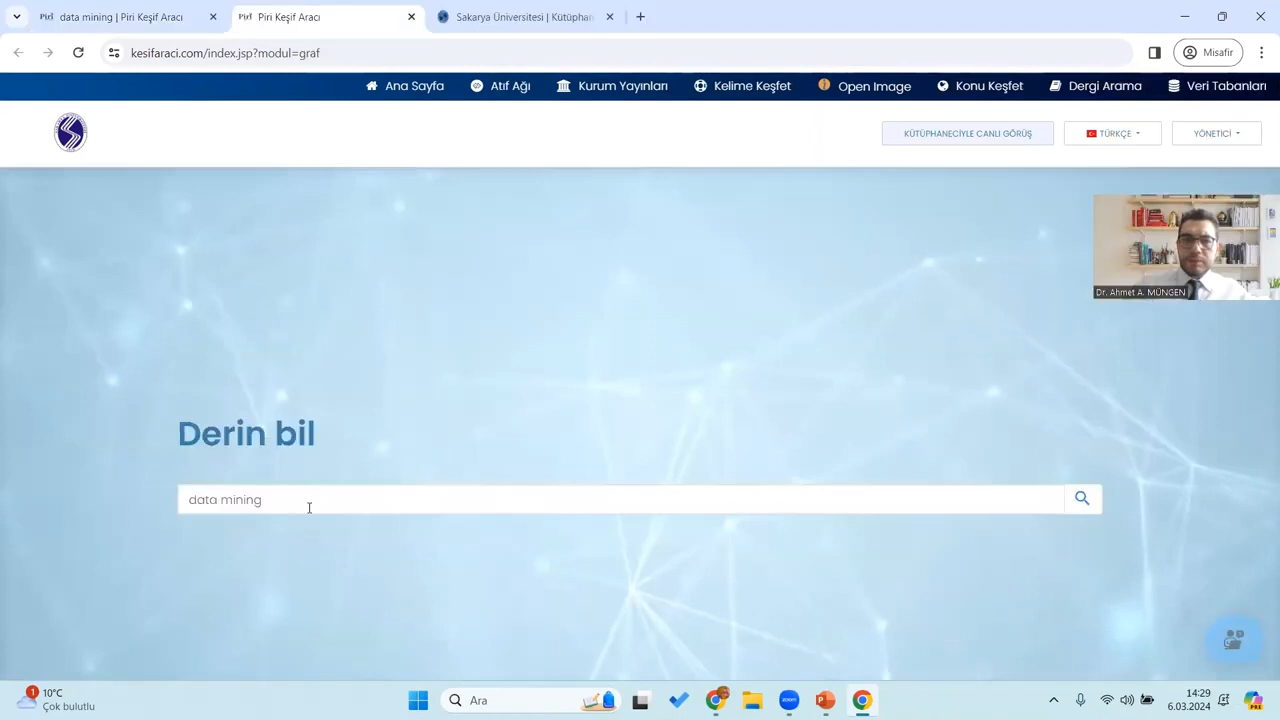 data mining | Piri Keşif Aracı
Piri Keşif Aracı
Sakarya Üniversitesi | Kütüphan
kesifaraci.com/index.jsp?modul=graf
Misafir
Ana Sayfa
Atıf Ağı
Kurum Yayınları
Kelime Keşfet
Open Image
Konu Keşfet
Dergi Arama
Veri Tabanları
KÜTÜPHANECİYLE CANLI GÖRÜŞ
TÜRKÇE
YÖNETİCİ
Dr. Ahmet A. MÜNGEN
Derin bil
data mining
1
10°C
Çok bulutlu
Ara
zoom
14:29
6.03.2024
PRE